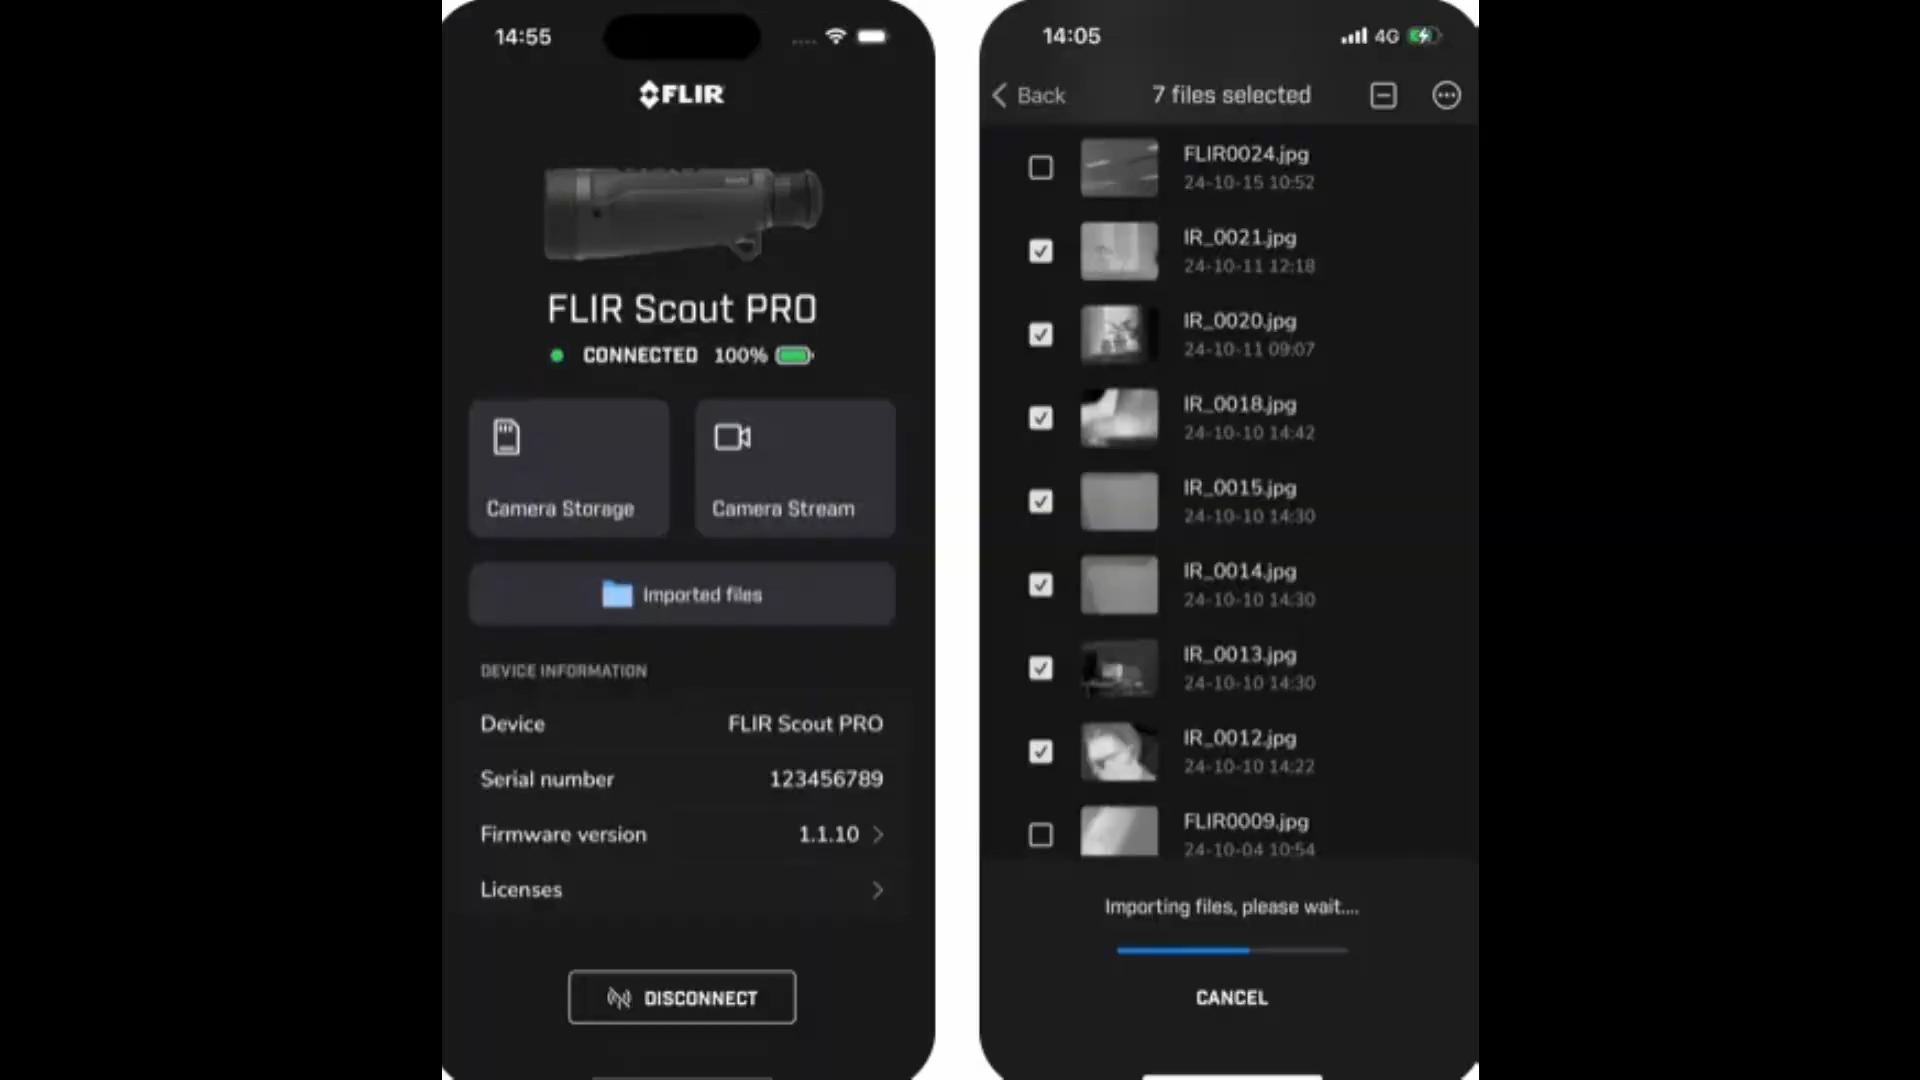 14:55
FLIR
FLIR Scout PRO
CONNECTED 100%
Camera Storage
Camera Stream
Imported files
DEVICE INFORMATION
Device FLIR Scout PRO
Serial number 123456789
Firmware version 1.1.10
Licenses
DISCONNECT
14:05 4G
Back 7 files selected
FLIR0024.jpg
24-10-15 10:52
IR_0021.jpg
24-10-11 12:18
IR_0020.jpg
24-10-11 09:07
IR_0018.jpg
24-10-10 14:42
IR_0015.jpg
24-10-10 14:30
IR_0014.jpg
24-10-10 14:30
IR_0013.jpg
24-10-10 14:30
IR_0012.jpg
24-10-10 14:22
FLIR0009.jpg
24-10-04 10:54
Importing files, please wait....
CANCEL